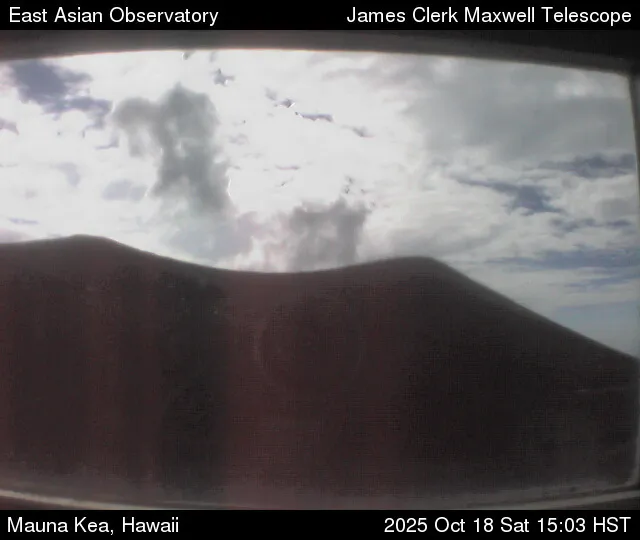 East Asian Observatory
James Clerk Maxwell Telescope
Mauna Kea, Hawaii
2025 Oct 18 Sat 15:03 HST